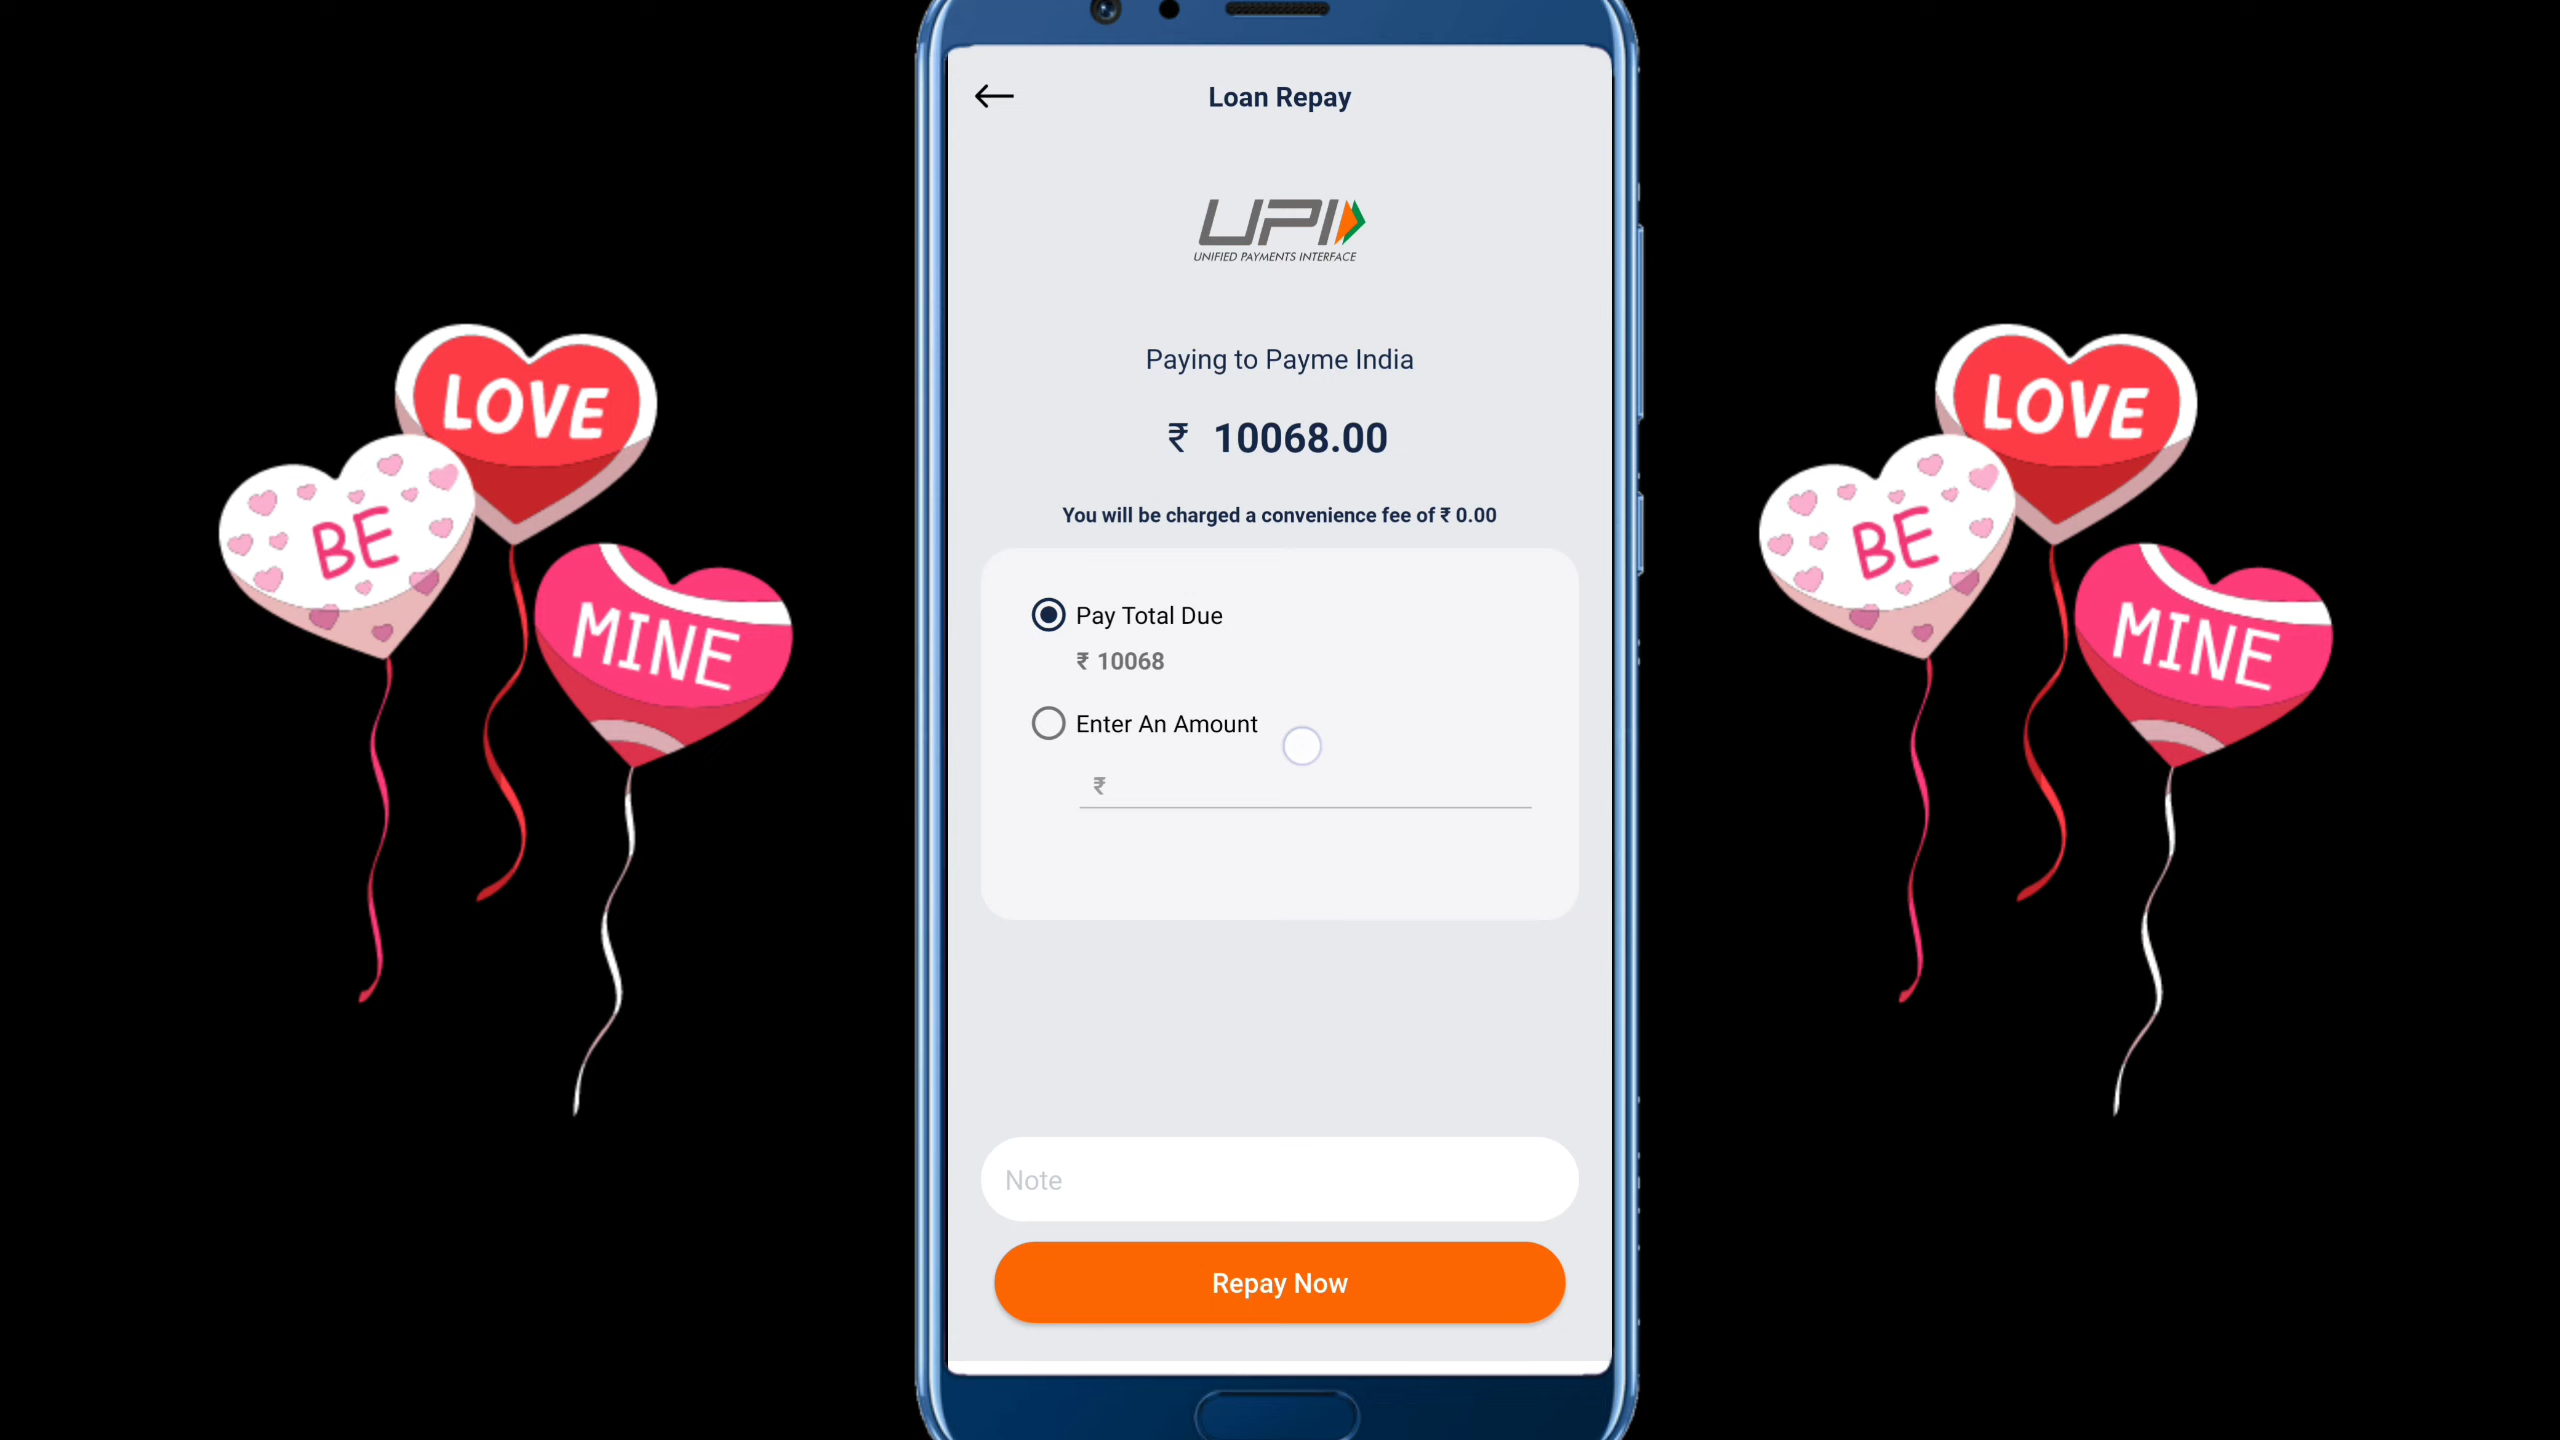 Loan Repay
UPI
UNIFIED PAYMENTS INTERFACE
Paying to Payme India
₹ 10068.00
You will be charged a convenience fee of ₹ 0.00
Pay Total Due
₹ 10068
Enter An Amount
₹
Note
Repay Now
LOVE
BE
MINE
LOVE
BE
MINE